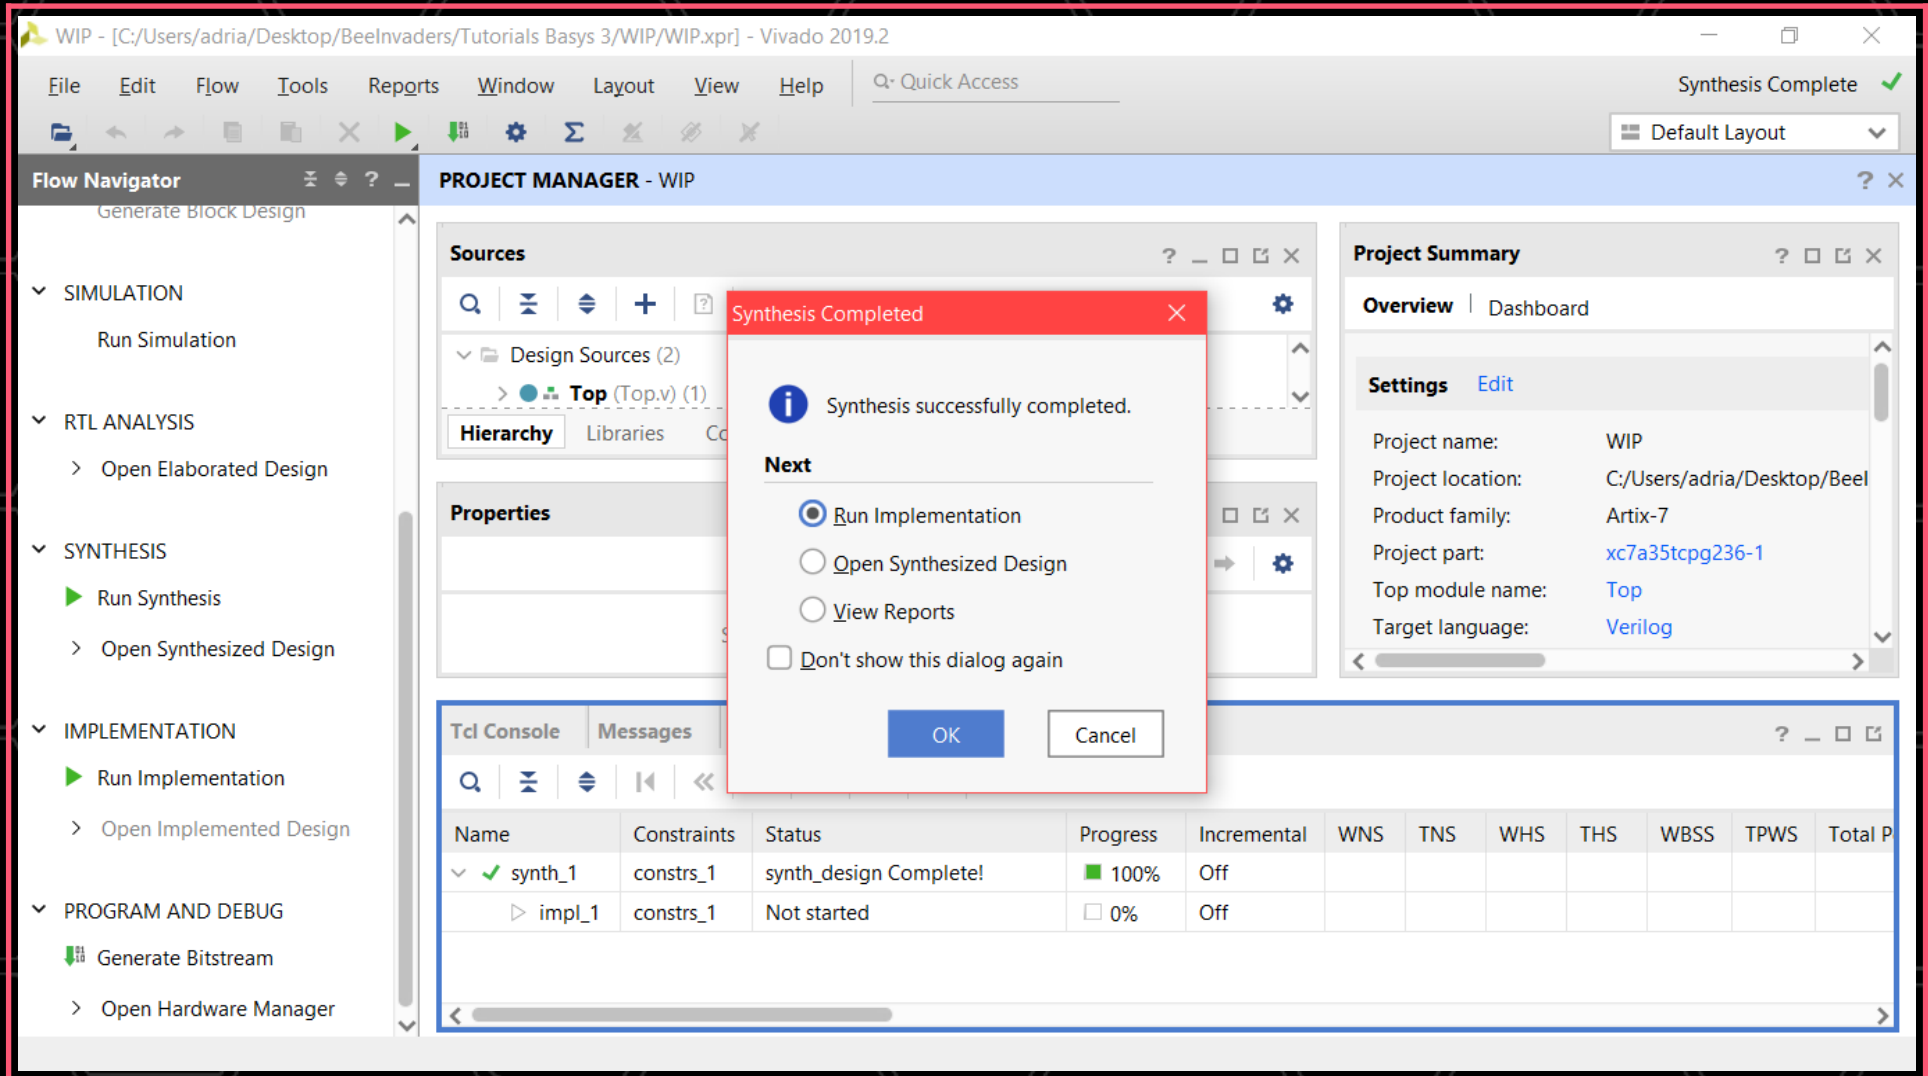 WIP - [C:/Users/adria/Desktop/BeeInvaders/Tutorials Basys 3/WIP/WIP.xpr] - Vivado 2019.2
File Edit Flow Tools Reports Window Layout View Help Quick Access Synthesis Complete
Default Layout
Flow Navigator
PROJECT MANAGER - WIP
Generate Block Design
SIMULATION
Run Simulation
RTL ANALYSIS
Open Elaborated Design
SYNTHESIS
Run Synthesis
Open Synthesized Design
IMPLEMENTATION
Run Implementation
Open Implemented Design
PROGRAM AND DEBUG
Generate Bitstream
Open Hardware Manager
Sources
Design Sources (2)
Top (Top.v) (1)
Hierarchy Libraries
Properties
Synthesis Completed
Synthesis successfully completed.
Next
Run Implementation
Open Synthesized Design
View Reports
Don't show this dialog again
OK Cancel
Project Summary
Overview Dashboard
Settings Edit
Project name: WIP
Project location: C:/Users/adria/Desktop/BeeI
Product family: Artix-7
Project part: xc7a35tcpg236-1
Top module name: Top
Target language: Verilog
Tcl Console Messages
Name Constraints Status Progress Incremental WNS TNS WHS THS WBSS TPWS Total P
synth_1 constrs_1 synth_design Complete! 100% Off
impl_1 constrs_1 Not started 0% Off